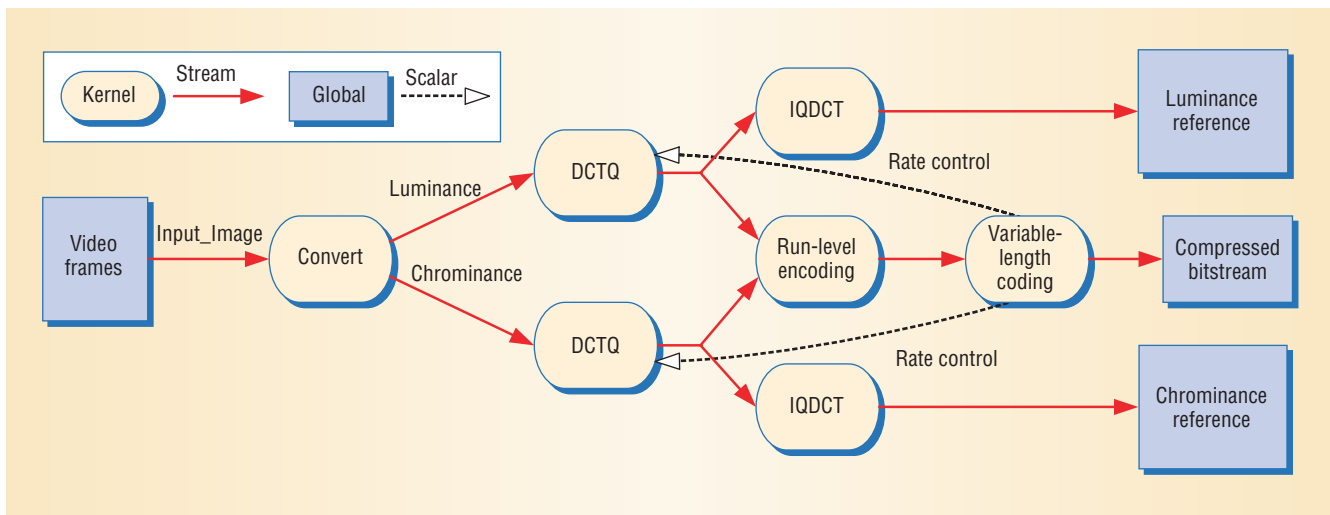 Kernel
Stream
Global
Scalar
Video
frames
Input_Image
Convert
Luminance
Chrominance
DCTQ
DCTQ
IQDCT
Run-level
encoding
IQDCT
Rate control
Variable-
length
coding
Rate control
Luminance
reference
Compressed
bitstream
Chrominance
reference